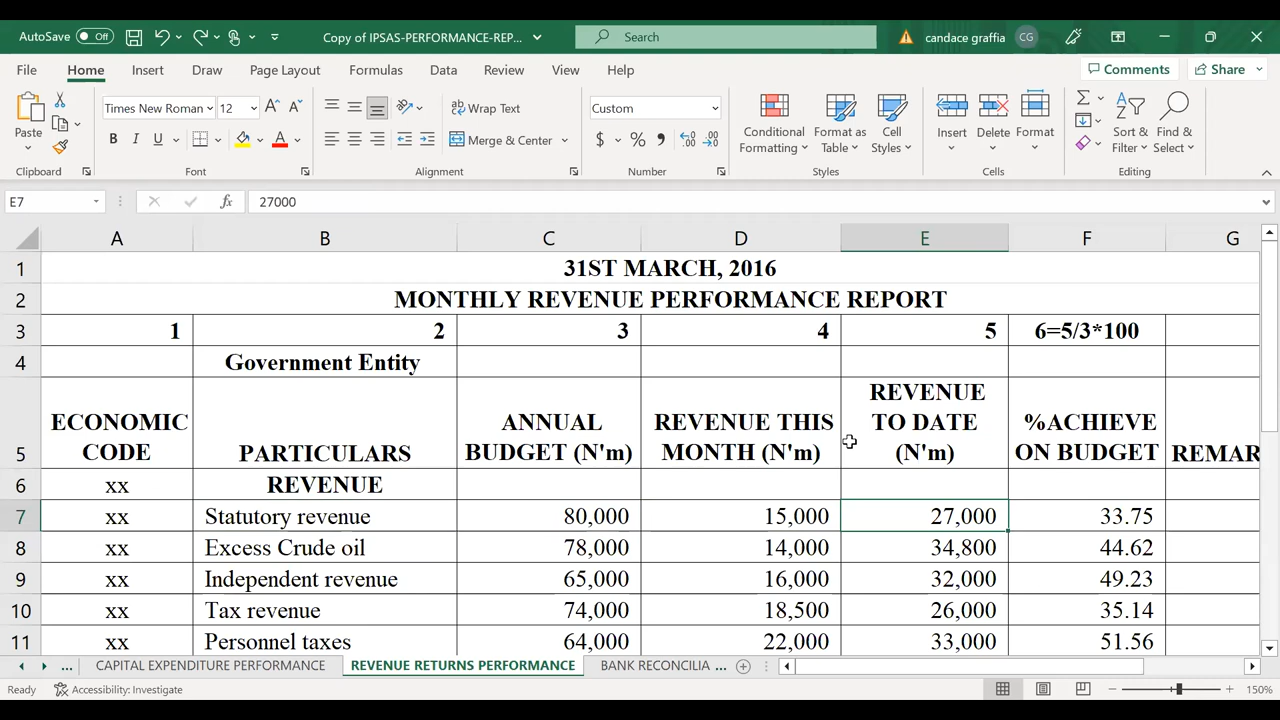 AutoSave Off Copy of IPSAS-PERFORMANCE-REP... Search candace graffia CG
File Home Insert Draw Page Layout Formulas Data Review View Help Comments Share
Times New Roman 12 Wrap Text Custom
Paste B I U Merge & Center $ % Conditional Formatting Format as Table Cell Styles Insert Delete Format Sort & Filter Find & Select
Clipboard Font Alignment Number Styles Cells Editing
E7 fx 27000
A B C D E F G
1 31ST MARCH, 2016
2 MONTHLY REVENUE PERFORMANCE REPORT
3 1 2 3 4 5 6=5/3*100
4 Government Entity
REVENUE
ECONOMIC ANNUAL REVENUE THIS TO DATE %ACHIEVE
5 CODE PARTICULARS BUDGET (N'm) MONTH (N'm) (N'm) ON BUDGET REMAR
6 xx REVENUE
7 xx Statutory revenue 80,000 15,000 27,000 33.75
8 xx Excess Crude oil 78,000 14,000 34,800 44.62
9 xx Independent revenue 65,000 16,000 32,000 49.23
10 xx Tax revenue 74,000 18,500 26,000 35.14
11 xx Personnel taxes 64,000 22,000 33,000 51.56
... CAPITAL EXPENDITURE PERFORMANCE REVENUE RETURNS PERFORMANCE BANK RECONCILIA ...
Ready Accessibility: Investigate 150%